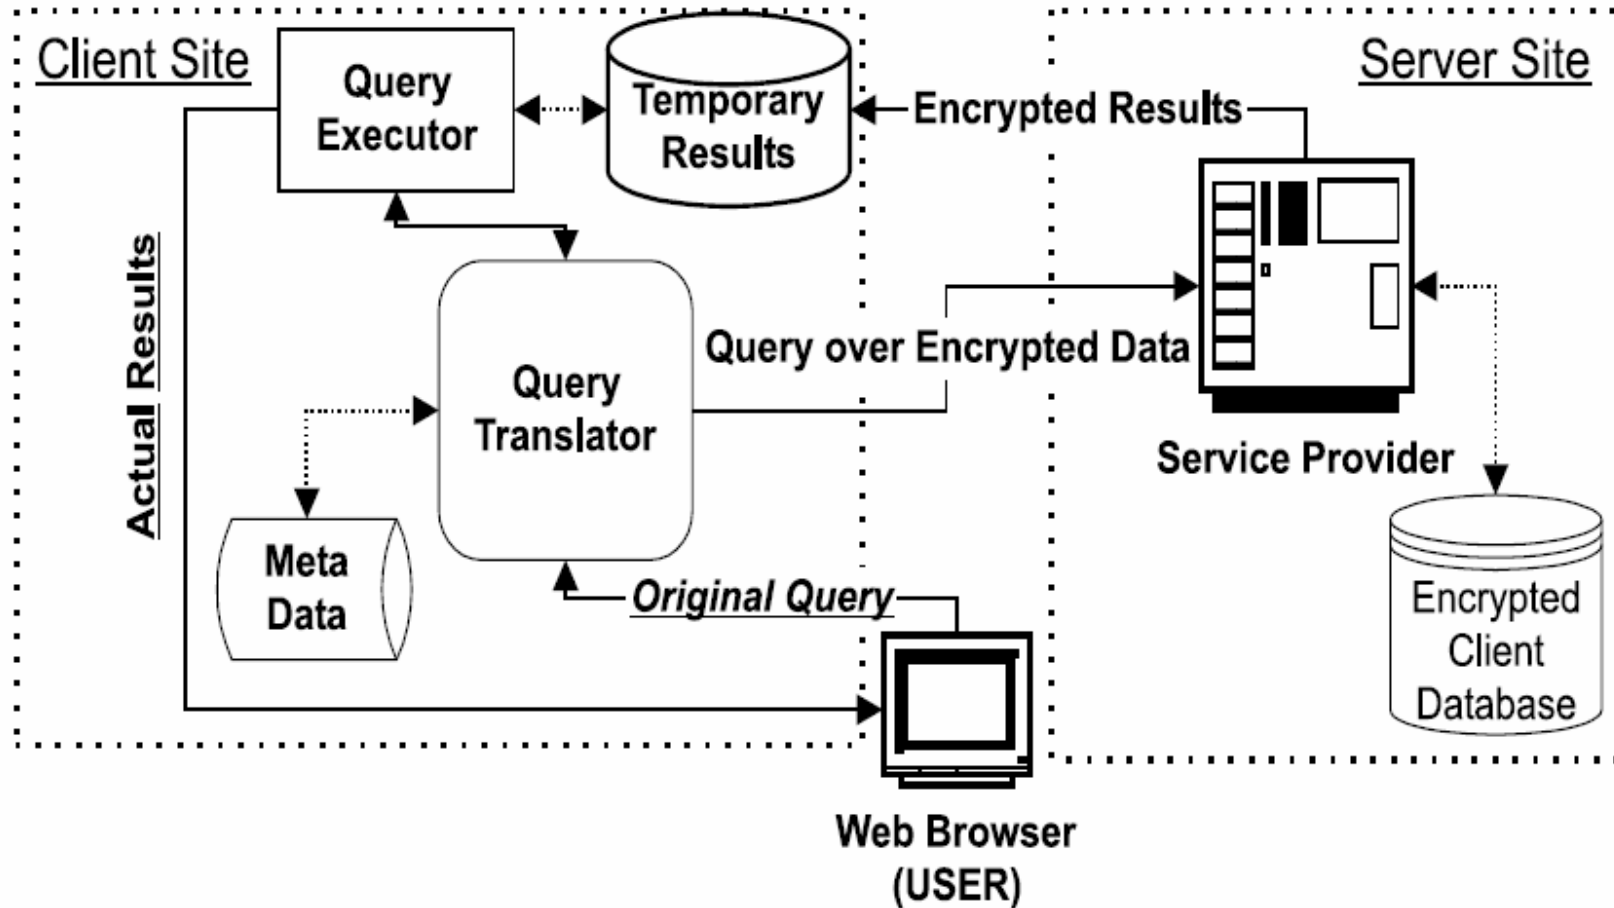 Client Site
Query
Executor
Temporary
Results
Encrypted Results
Server Site
Actual Results
Query
Translator
Query over Encrypted Data
Service Provider
Meta
Data
Original Query
Encrypted
Client
Database
Web Browser
(USER)